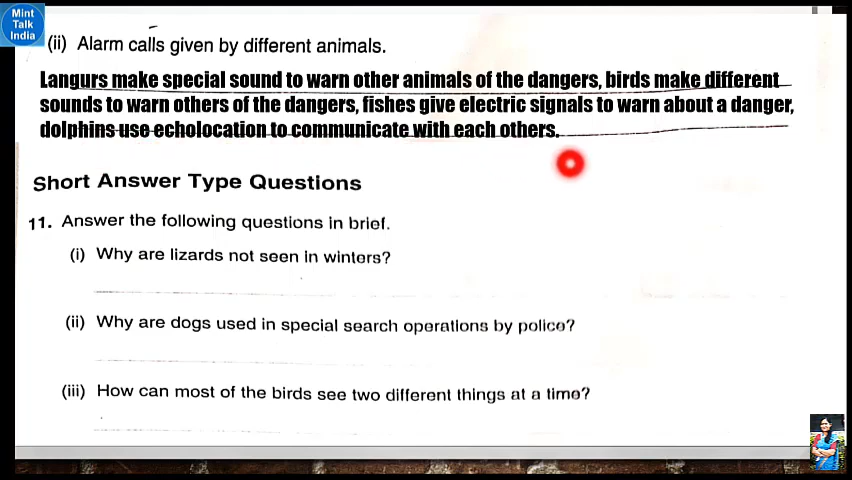 Mint
Talk
India
(ii) Alarm calls given by different animals.
Langurs make special sound to warn other animals of the dangers, birds make different
sounds to warn others of the dangers, fishes give electric signals to warn about a danger,
dolphins use echolocation to communicate with each others.
Short Answer Type Questions
11. Answer the following questions in brief.
(i) Why are lizards not seen in winters?
(ii) Why are dogs used in special search operations by police?
(iii) How can most of the birds see two different things at a time?